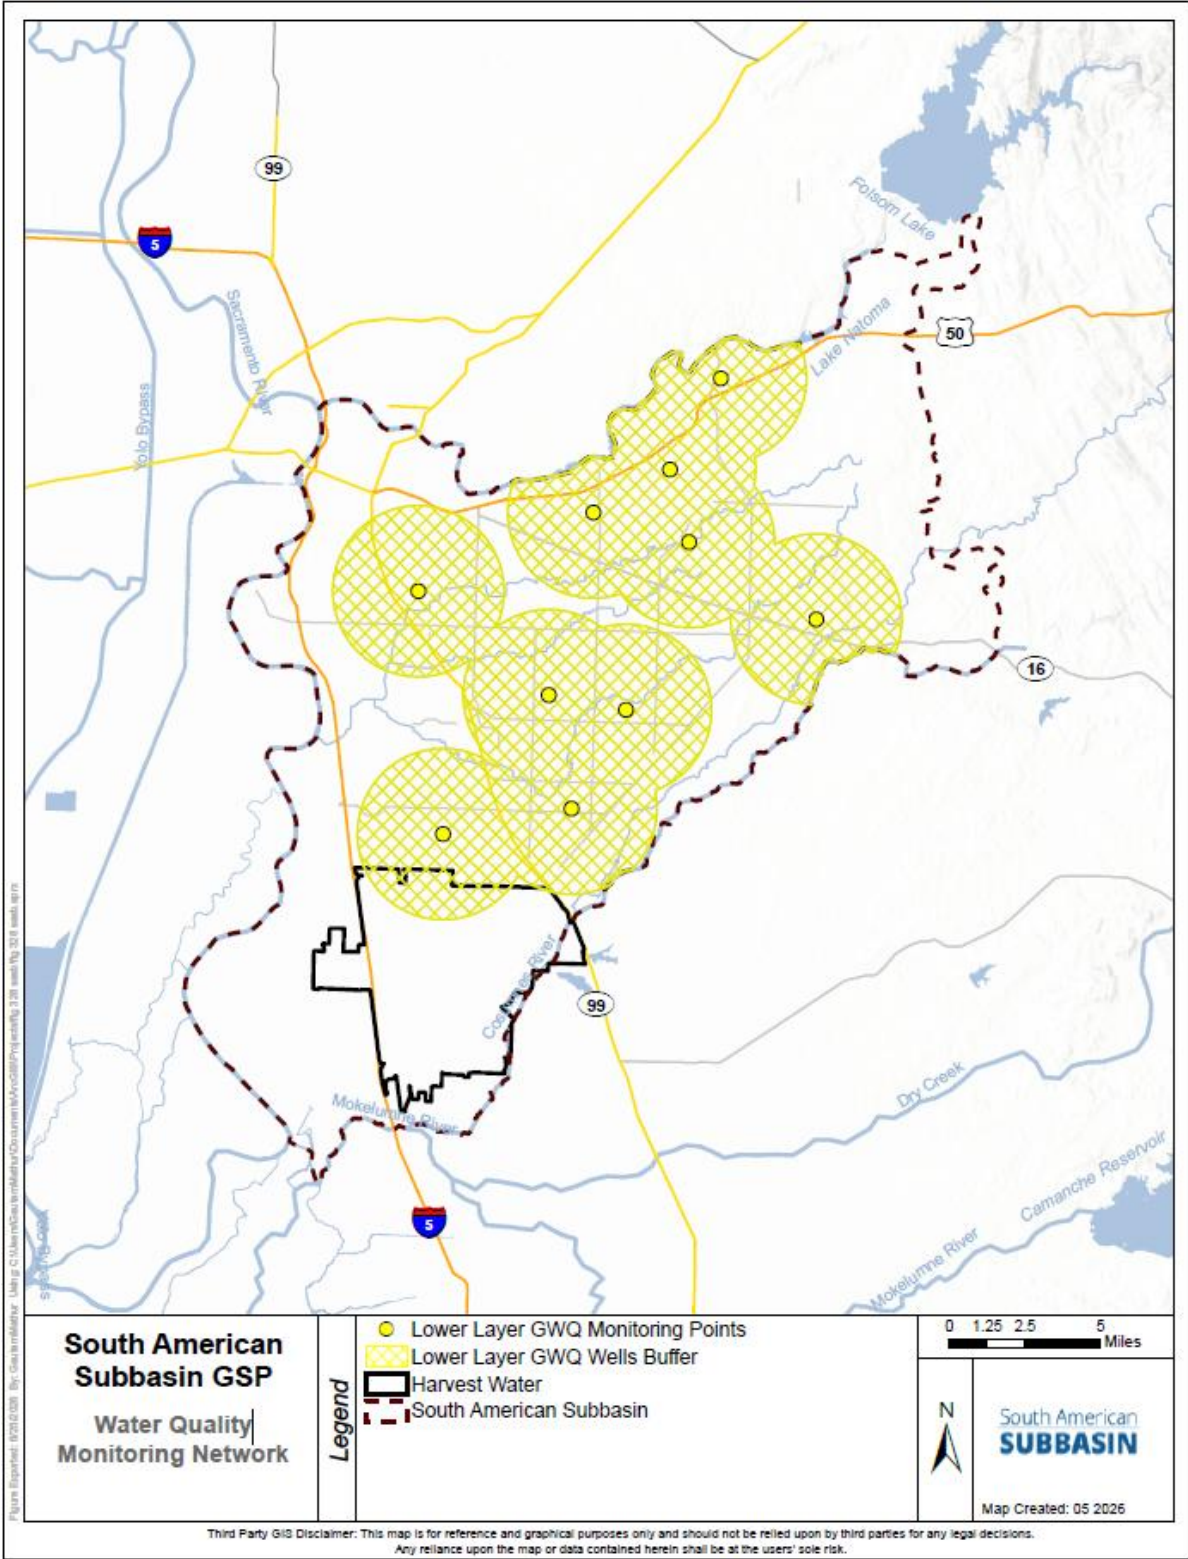 99
5
Folsom Lake
Sacramento River
Lake Natoma
50
Yolo Bypass
16
Cosumnes River
99
Mokelumne River
Dry Creek
Camanche Reservoir
5
Mokelumne River
Yolo Bypass
South American
Subbasin GSP
Water Quality
Monitoring Network
Legend
Lower Layer GWQ Monitoring Points
Lower Layer GWQ Wells Buffer
Harvest Water
South American Subbasin
0 1.25 2.5 5
Miles
N
South American
SUBBASIN
Map Created: 05 2026
Third Party GIS Disclaimer: This map is for reference and graphical purposes only and should not be relied upon by third parties for any legal decisions.
Any reliance upon the map or data contained herein shall be at the users' sole risk.